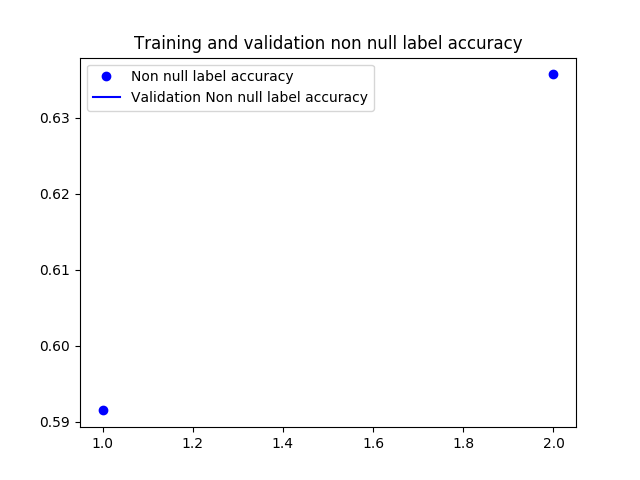 Training and validation non null label accuracy
Non null label accuracy
Validation Non null label accuracy
0.63
0.62
0.61
0.60
0.59
1.0 1.2 1.4 1.6 1.8 2.0